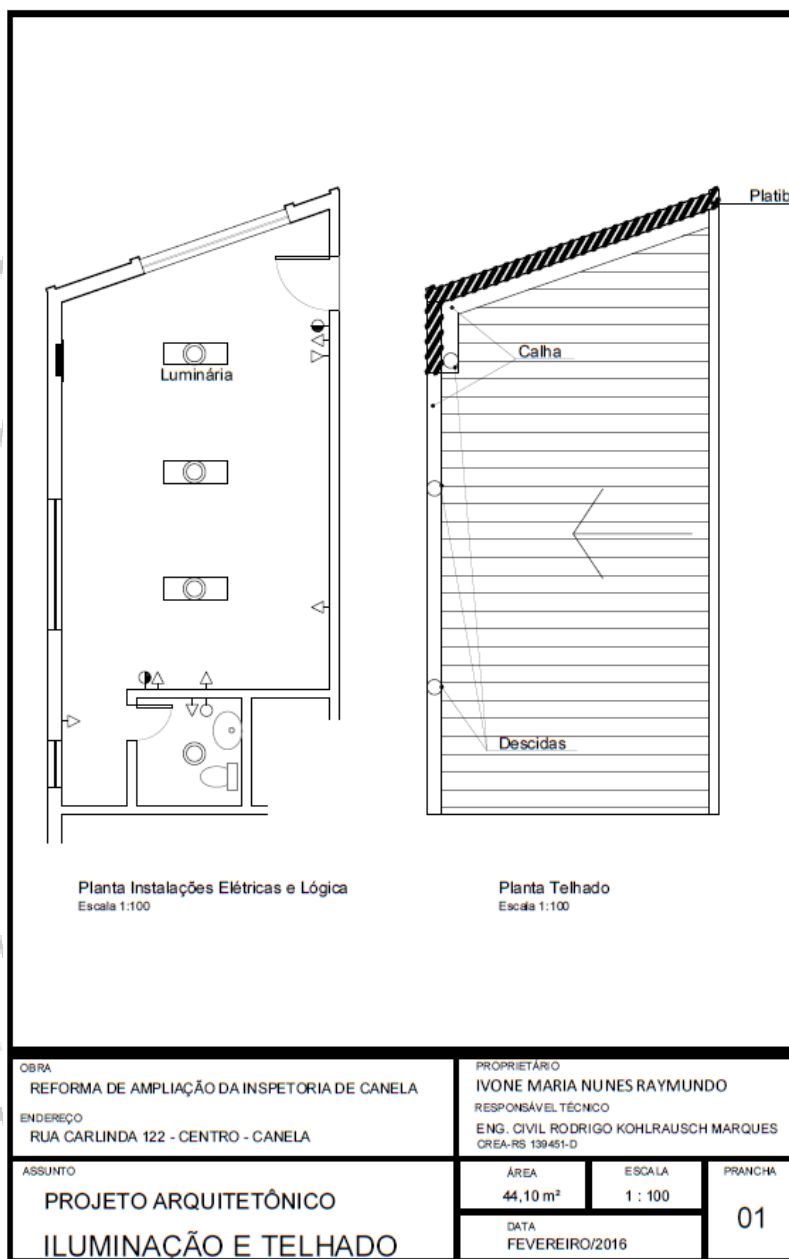 Platib
Luminária
Calha
Descidas
Planta Instalações Elétricas e Lógica
Escala 1:100
Planta Telhado
Escala 1:100
OBRA
REFORMA DE AMPLIAÇÃO DA INSPETORIA DE CANELA
ENDEREÇO
RUA CARLINDA 122 - CENTRO - CANELA
PROPRIETÁRIO
IVONE MARIA NUNES RAYMUNDO
RESPONSÁVEL TÉCNICO
ENG. CIVIL RODRIGO KOHLRAUSCH MARQUES
CREA-RS 139451-D
ASSUNTO
PROJETO ARQUITETÔNICO
ILUMINAÇÃO E TELHADO
ÁREA
44,10 m²
ESCALA
1 : 100
DATA
FEVEREIRO/2016
PRANCHA
01